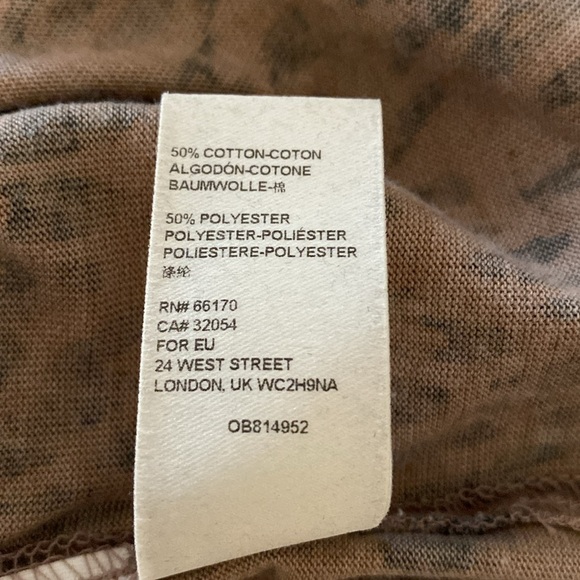 50% COTTON-COTON
ALGODÓN-COTONE
BAUMWOLLE-棉
50% POLYESTER
POLYESTER-POLIÉSTER
POLIESTERE-POLYESTER
涤纶
RN# 66170
CA# 32054
FOR EU
24 WEST STREET
LONDON, UK WC2H9NA
OB814952